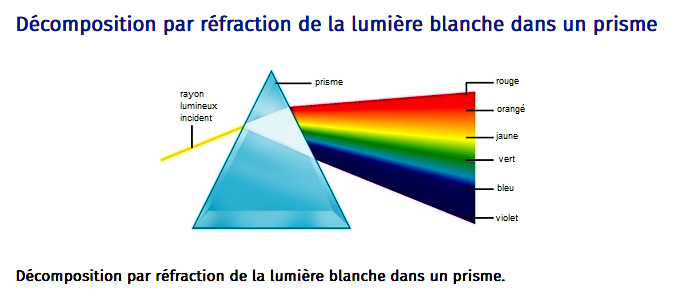 Décomposition par réfraction de la lumière blanche dans un prisme
rayon
lumineux
incident
prisme
rouge
orangé
jaune
vert
bleu
violet
Décomposition par réfraction de la lumière blanche dans un prisme.